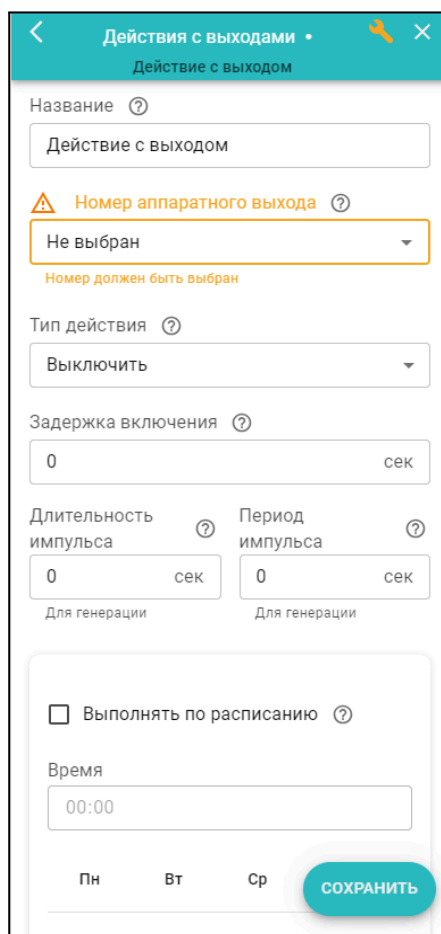 Действия с выходами •
Действие с выходом
Название
Действие с выходом
Номер аппаратного выхода
Не выбран
Номер должен быть выбран
Тип действия
Выключить
Задержка включения
0 сек
Длительность импульса
0 сек
Для генерации
Период импульса
0 сек
Для генерации
Выполнять по расписанию
Время
00:00
Пн Вт Ср
СОХРАНИТЬ